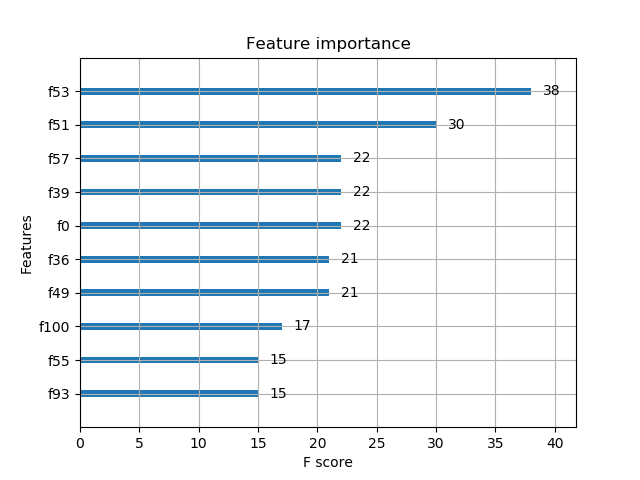 Feature importance
Features
f53 38
f51 30
f57 22
f39 22
f0 22
f36 21
f49 21
f100 17
f55 15
f93 15
0 5 10 15 20 25 30 35 40
F score